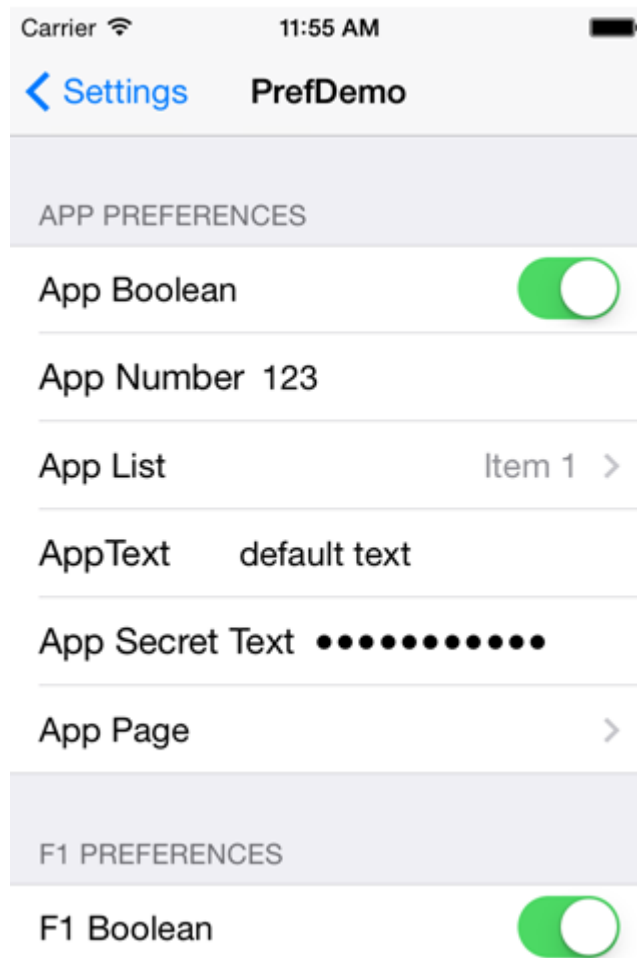 Carrier 11:55 AM
Settings PrefDemo
APP PREFERENCES
App Boolean
App Number 123
App List Item 1
AppText default text
App Secret Text •••••••••••
App Page
F1 PREFERENCES
F1 Boolean